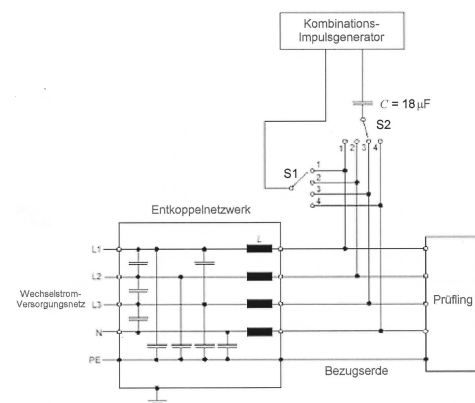 Kombinations-
Impulsgenerator
C = 18 µF
S2
1 2 3 4
S1
1
2
3
4
Entkoppelnetzwerk
L
L1
L2
L3
N
PE
Wechselstrom-
Versorgungsnetz
Prüfling
Bezugserde